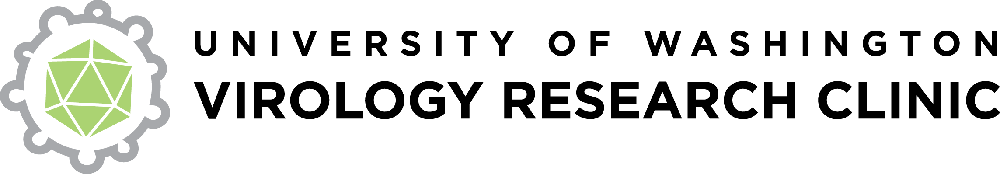 UNIVERSITY OF WASHINGTON
VIROLOGY RESEARCH CLINIC